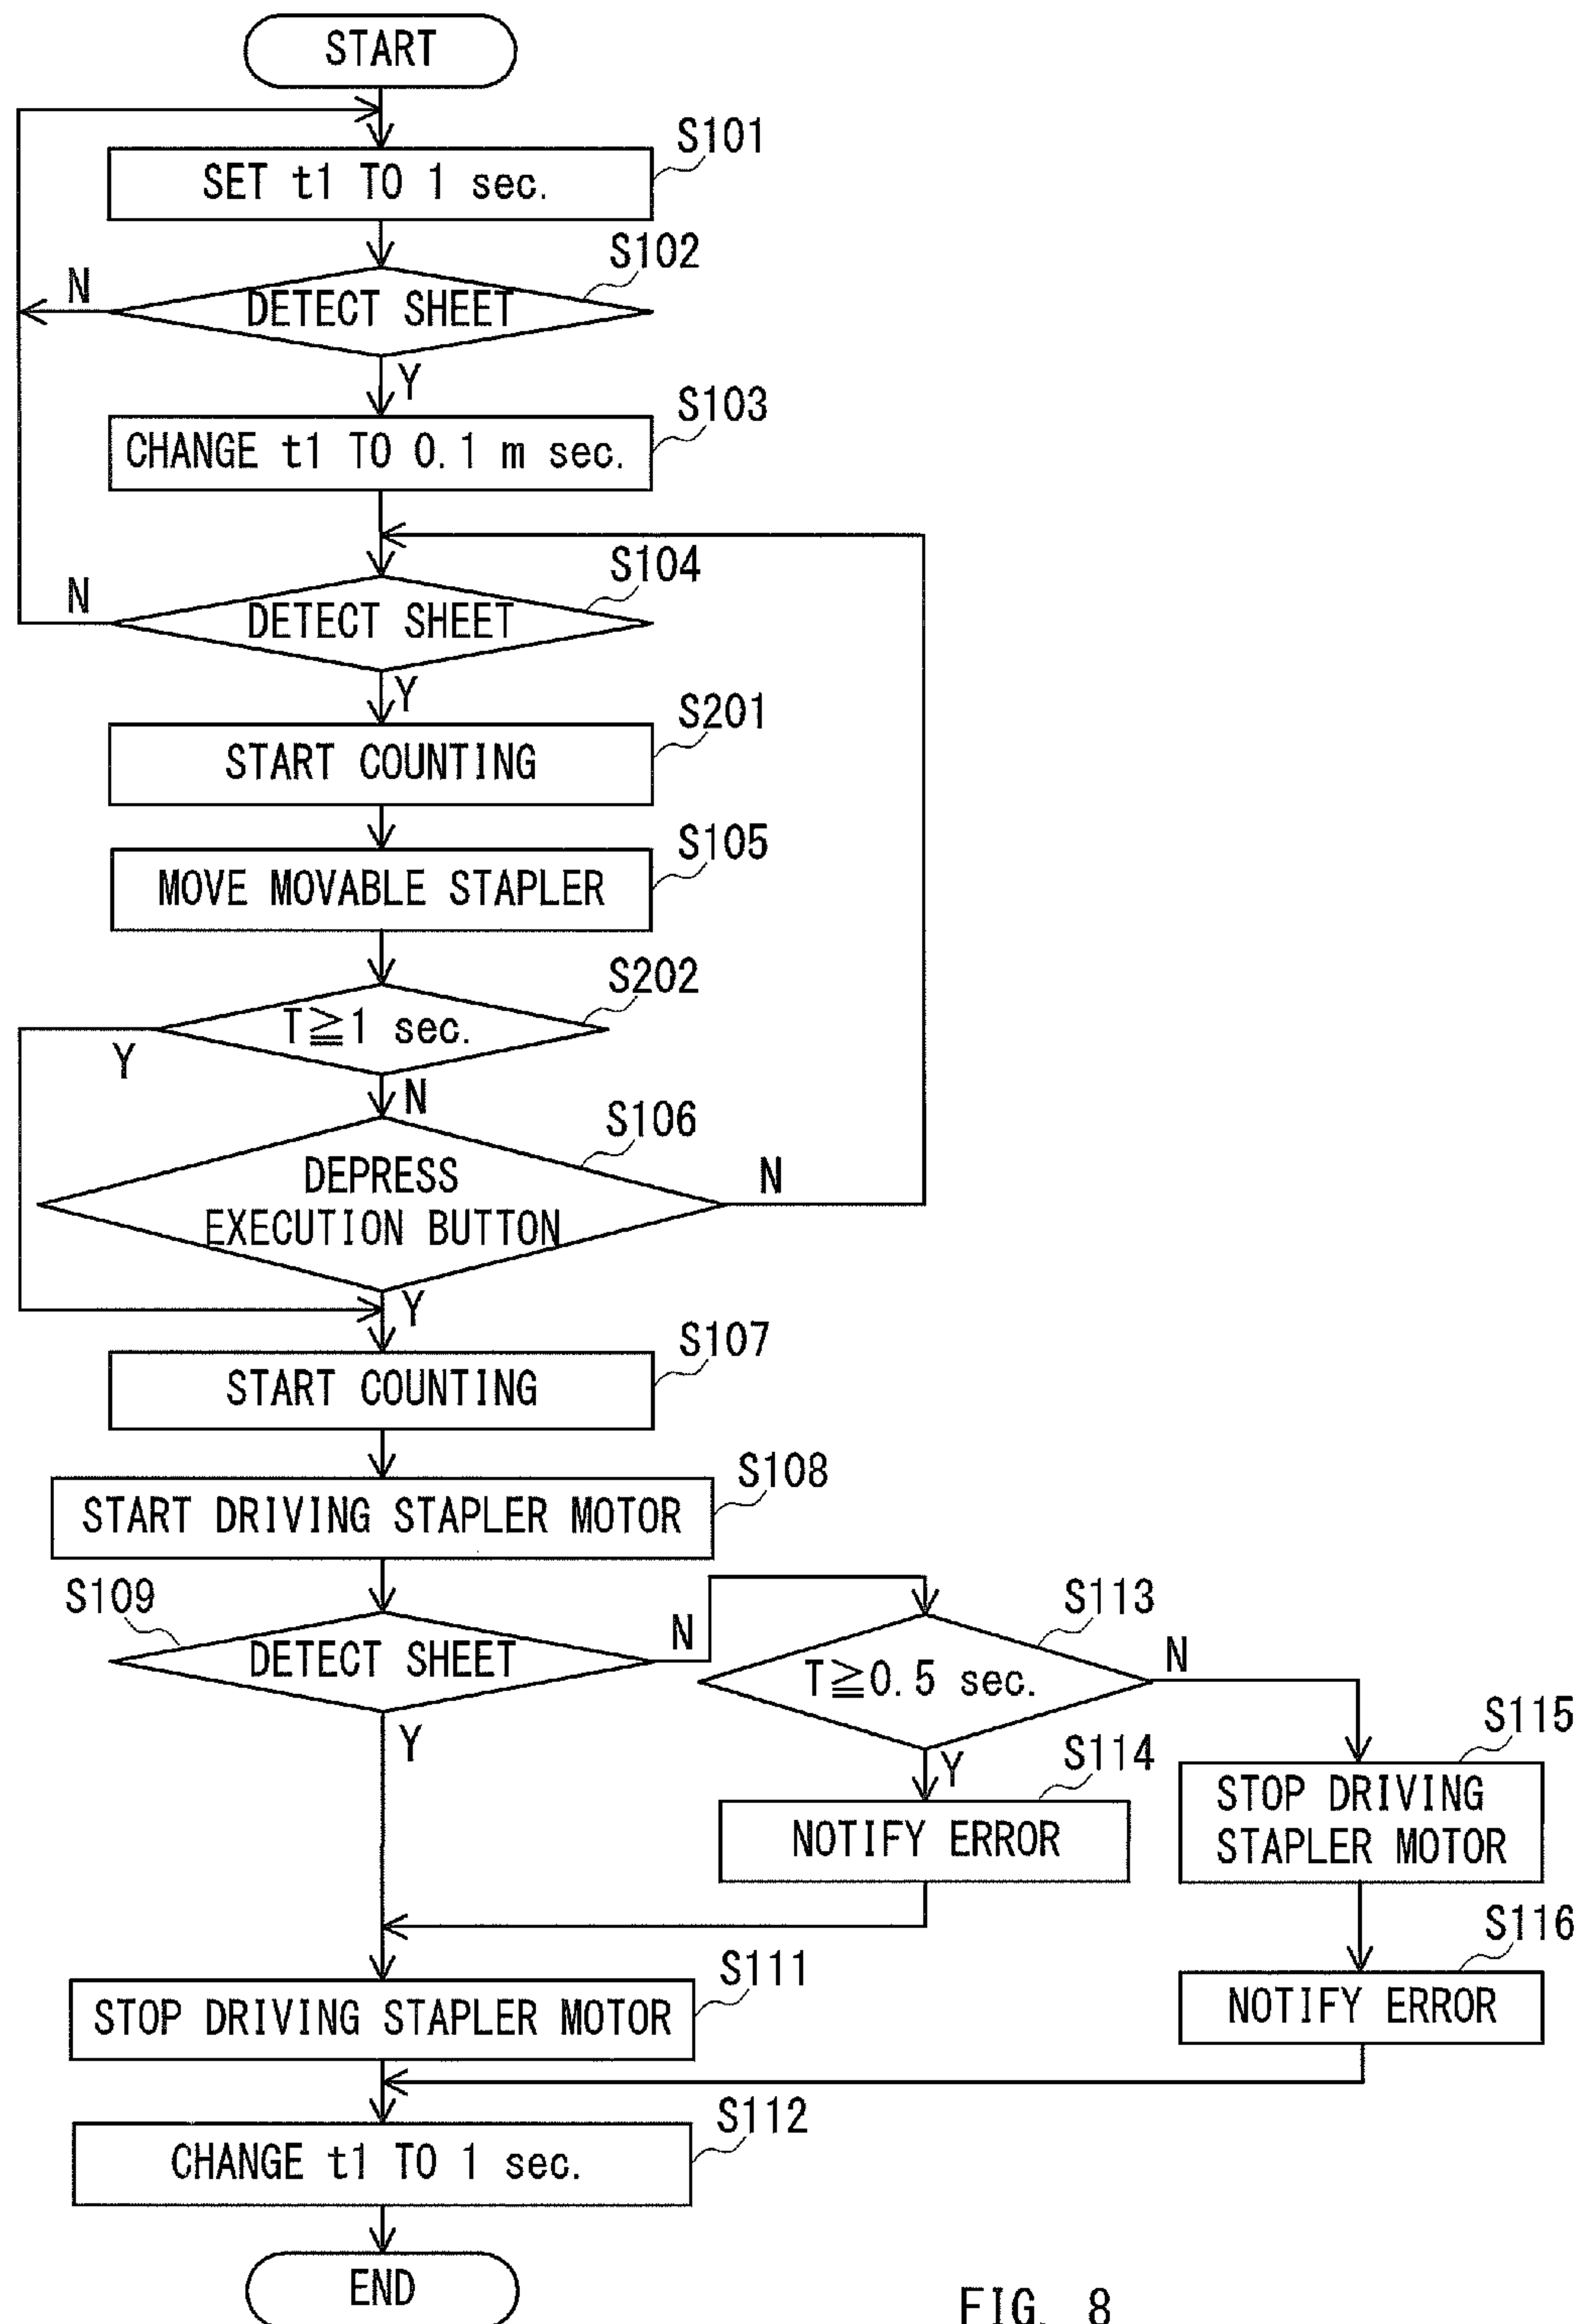 START
S101
SET t1 TO 1 sec.
S102
N
DETECT SHEET
Y
S103
CHANGE t1 TO 0.1 m sec.
S104
N
DETECT SHEET
Y
S201
START COUNTING
S105
MOVE MOVABLE STAPLER
S202
T≧1 sec.
Y
N
S106
DEPRESS
EXECUTION BUTTON
N
Y
S107
START COUNTING
S108
START DRIVING STAPLER MOTOR
S109
DETECT SHEET
N
Y
S113
T≧0.5 sec.
N
Y
S114
NOTIFY ERROR
S115
STOP DRIVING
STAPLER MOTOR
S116
NOTIFY ERROR
S111
STOP DRIVING STAPLER MOTOR
S112
CHANGE t1 TO 1 sec.
END
FIG. 8